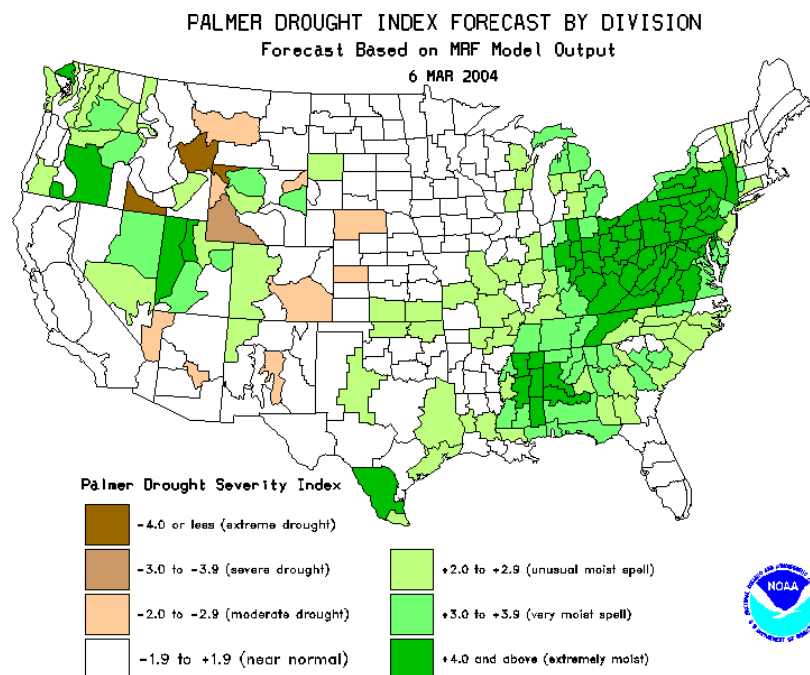 PALMER DROUGHT INDEX FORECAST BY DIVISION
Forecast Based on MRF Model Output
6 MAR 2004
Palmer Drought Severity Index
-4.0 or less (extreme drought)
-3.0 to -3.9 (severe drought)
-2.0 to -2.9 (moderate drought)
-1.9 to +1.9 (near normal)
+2.0 to +2.9 (unusual moist spell)
+3.0 to +3.9 (very moist spell)
+4.0 and above (extremely moist)
NOAA